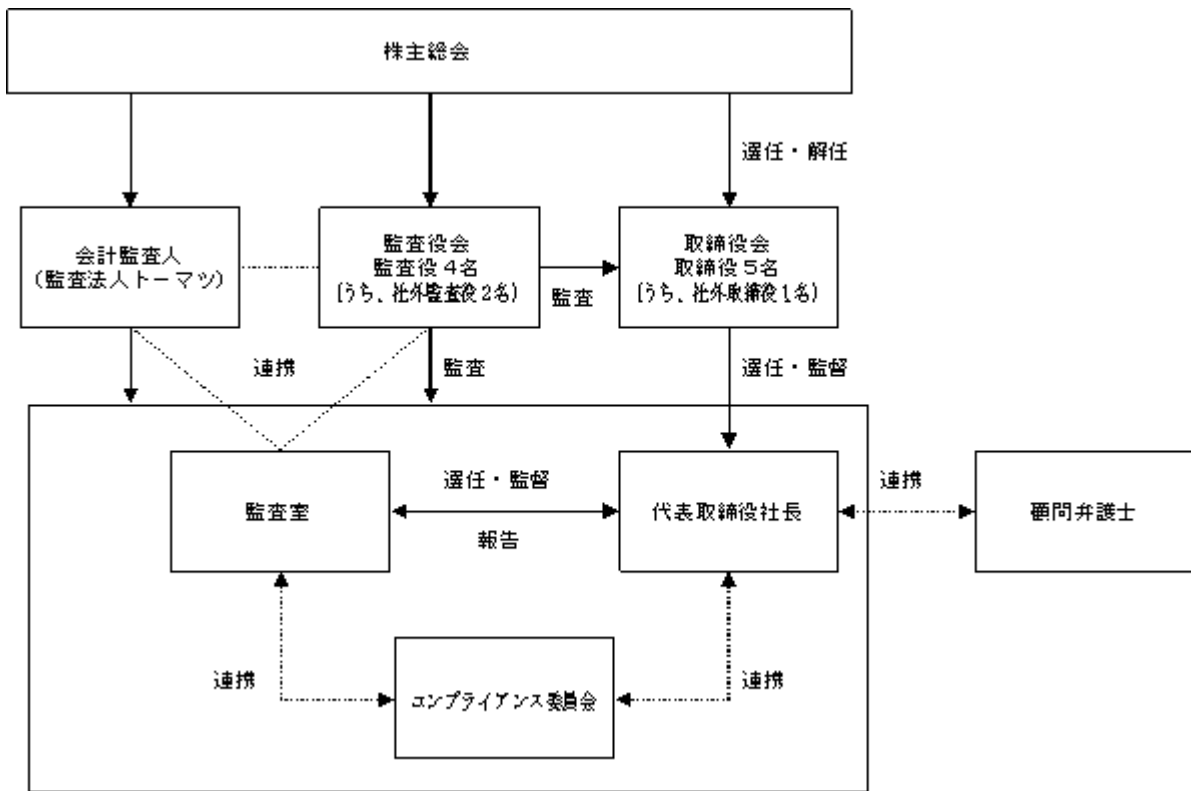 株主総会
選任・解任
会計監査人
(監査法人トーマツ)
監査役会
監査役4名
(うち、社外監査役2名)
監査
取締役会
取締役5名
(うち、社外取締役1名)
連携
監査
選任・監督
監査室
選任・監督
報告
代表取締役社長
連携
顧問弁護士
連携
コンプライアンス委員会
連携